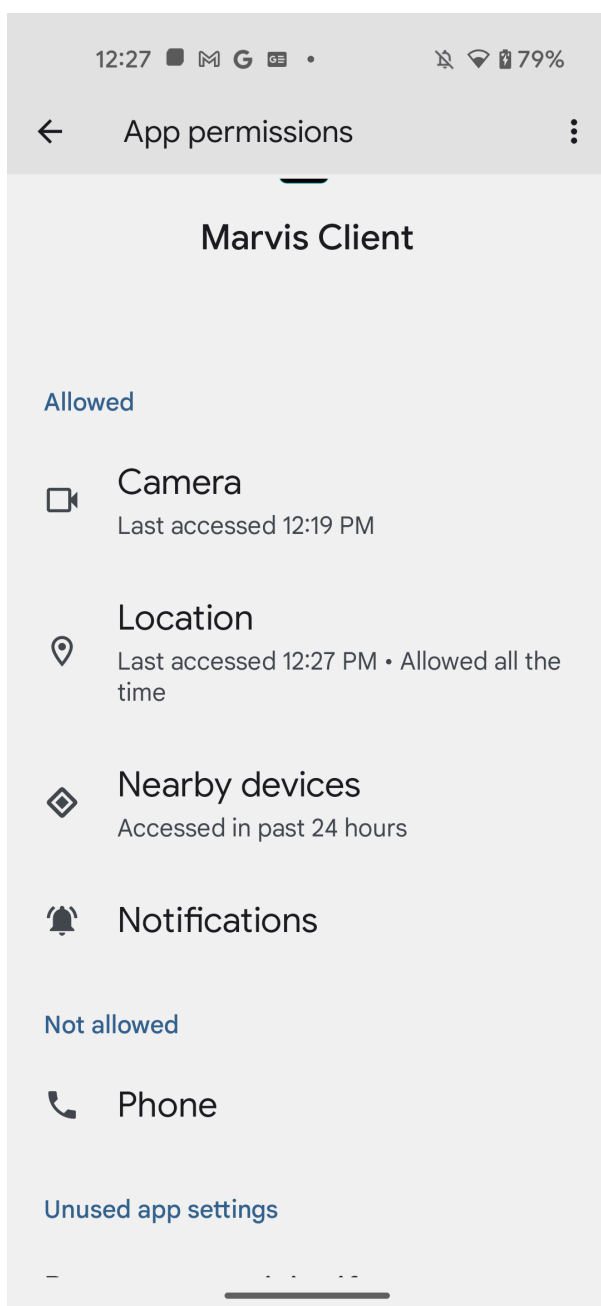 12:27 79%
App permissions
Marvis Client
Allowed
Camera
Last accessed 12:19 PM
Location
Last accessed 12:27 PM • Allowed all the
time
Nearby devices
Accessed in past 24 hours
Notifications
Not allowed
Phone
Unused app settings